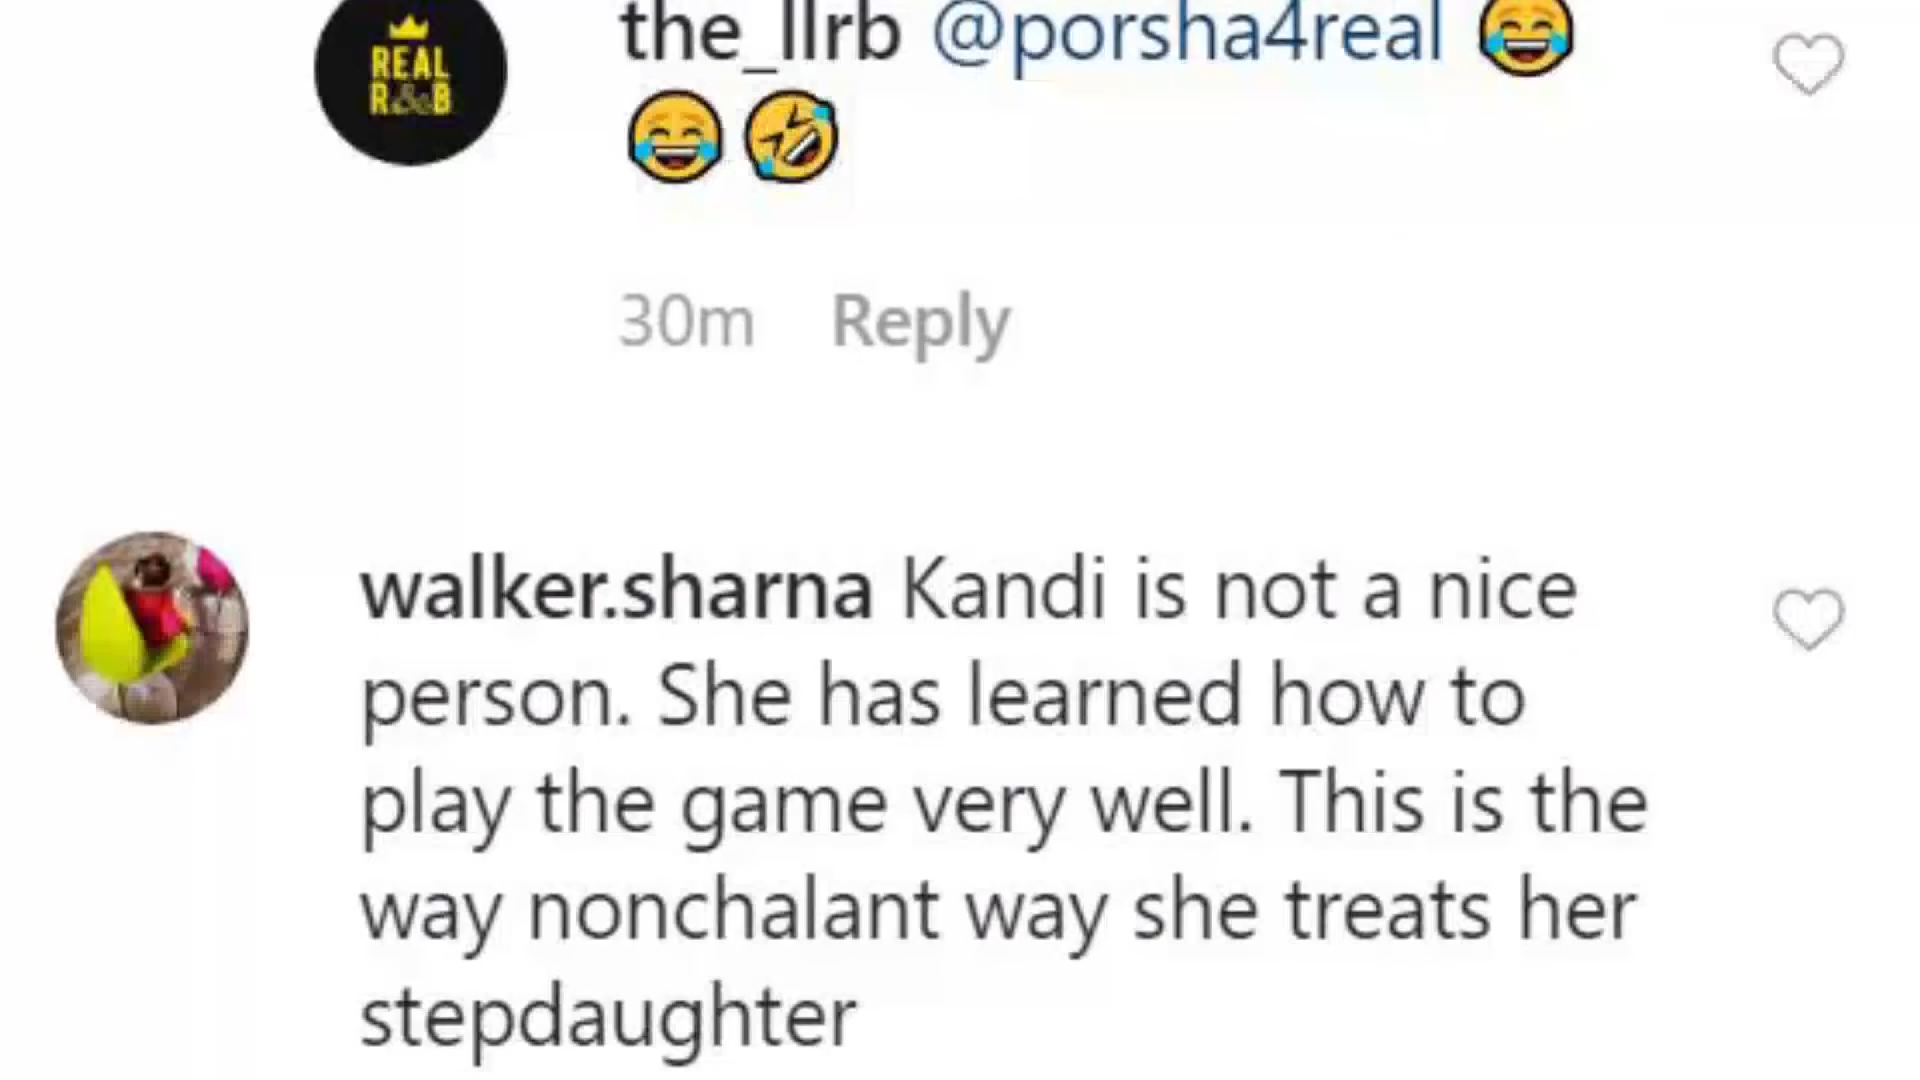 REAL
R&B
the_llrb @porsha4real 😂
😂🤣
30m Reply
walker.sharna Kandi is not a nice
person. She has learned how to
play the game very well. This is the
way nonchalant way she treats her
stepdaughter